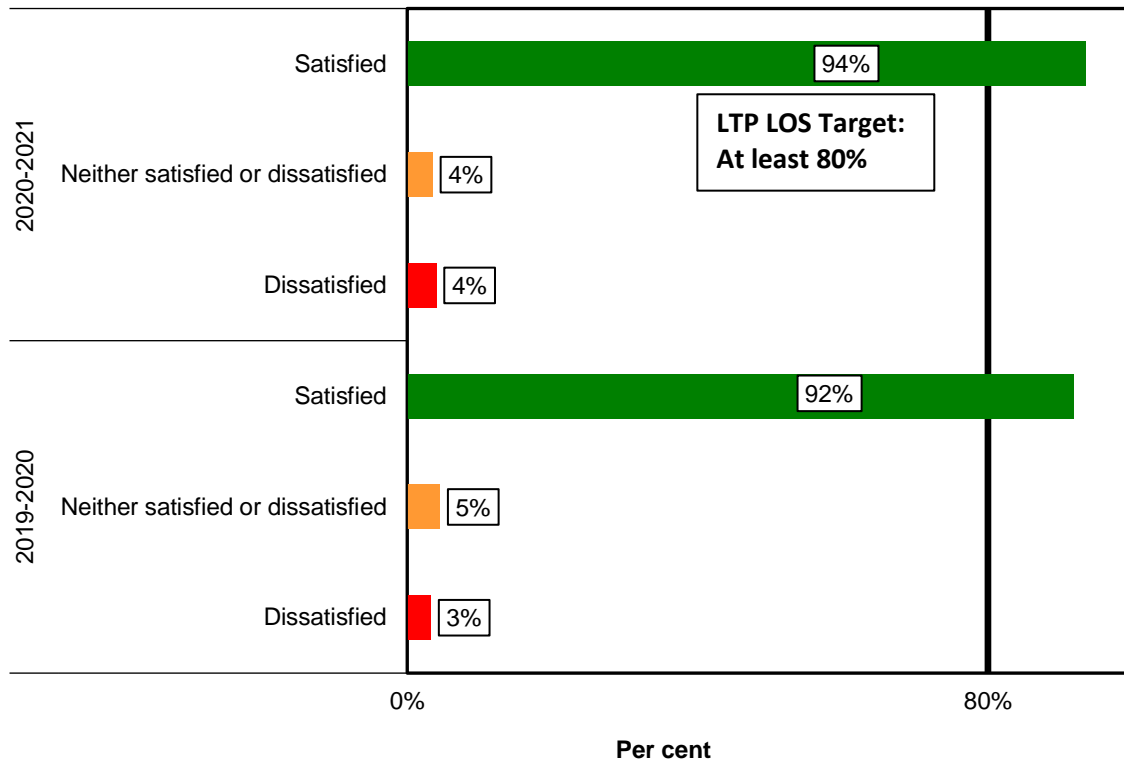 2020-2021
Satisfied
94%
LTP LOS Target:
At least 80%
Neither satisfied or dissatisfied
4%
Dissatisfied
4%
2019-2020
Satisfied
92%
Neither satisfied or dissatisfied
5%
Dissatisfied
3%
0%
80%
Per cent